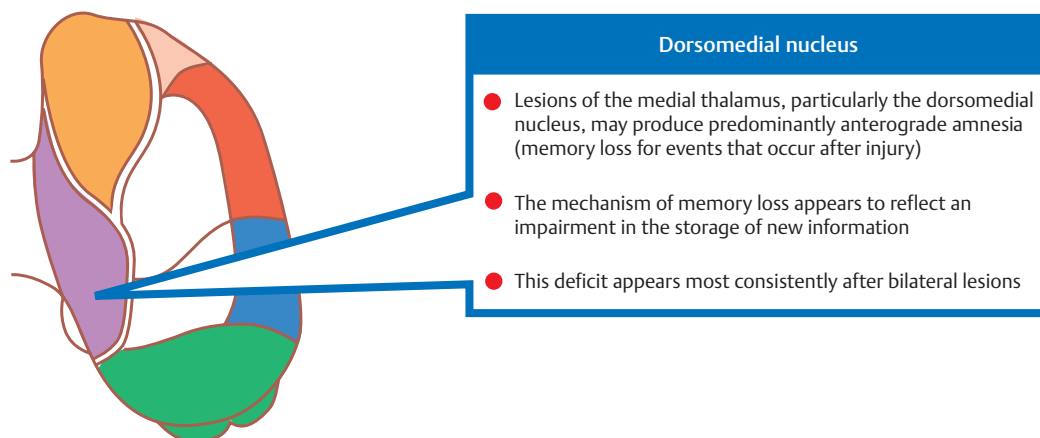 Dorsomedial nucleus
Lesions of the medial thalamus, particularly the dorsomedial
nucleus, may produce predominantly anterograde amnesia
(memory loss for events that occur after injury)
The mechanism of memory loss appears to reflect an
impairment in the storage of new information
This deficit appears most consistently after bilateral lesions